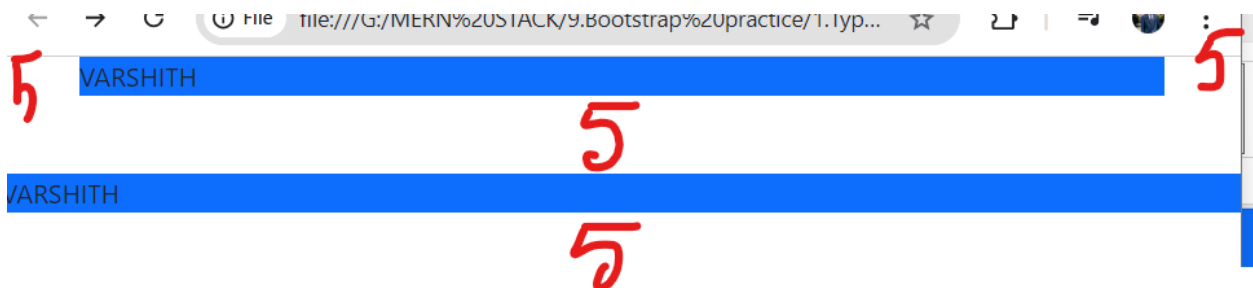 File file:///G:/MERN%20STACK/9.Bootstrap%20practice/1.Typ...
5 VARSHITH 5
5
VARSHITH
5